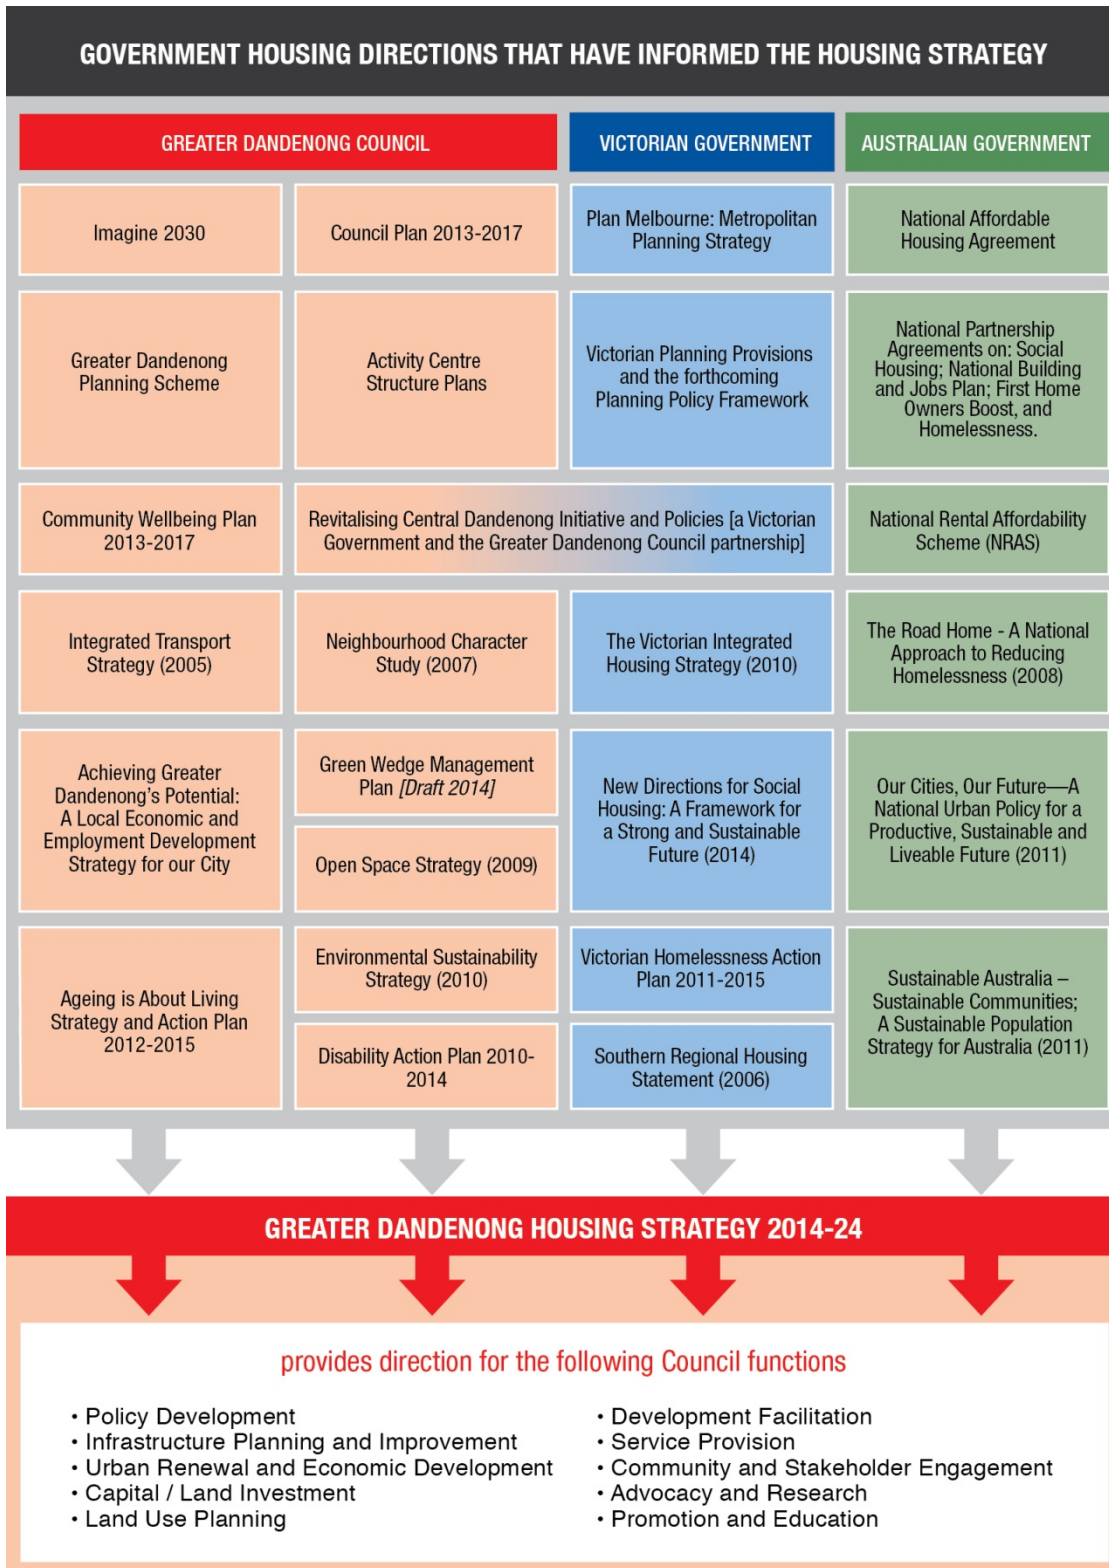 GOVERNMENT HOUSING DIRECTIONS THAT HAVE INFORMED THE HOUSING STRATEGY
GREATER DANDENONG COUNCIL
VICTORIAN GOVERNMENT
AUSTRALIAN GOVERNMENT
Imagine 2030
Council Plan 2013-2017
Plan Melbourne: Metropolitan
Planning Strategy
National Affordable
Housing Agreement
Greater Dandenong
Planning Scheme
Activity Centre
Structure Plans
Victorian Planning Provisions
and the forthcoming
Planning Policy Framework
National Partnership
Agreements on: Social
Housing; National Building
and Jobs Plan; First Home
Owners Boost, and
Homelessness.
Community Wellbeing Plan
2013-2017
Revitalising Central Dandenong Initiative and Policies [a Victorian
Government and the Greater Dandenong Council partnership]
National Rental Affordability
Scheme (NRAS)
Integrated Transport
Strategy (2005)
Neighbourhood Character
Study (2007)
The Victorian Integrated
Housing Strategy (2010)
The Road Home - A National
Approach to Reducing
Homelessness (2008)
Achieving Greater
Dandenong's Potential:
A Local Economic and
Employment Development
Strategy for our City
Green Wedge Management
Plan [Draft 2014]
Open Space Strategy (2009)
New Directions for Social
Housing: A Framework for
a Strong and Sustainable
Future (2014)
Our Cities, Our Future—A
National Urban Policy for a
Productive, Sustainable and
Liveable Future (2011)
Ageing is About Living
Strategy and Action Plan
2012-2015
Environmental Sustainability
Strategy (2010)
Disability Action Plan 2010-
2014
Victorian Homelessness Action
Plan 2011-2015
Southern Regional Housing
Statement (2006)
Sustainable Australia –
Sustainable Communities;
A Sustainable Population
Strategy for Australia (2011)
GREATER DANDENONG HOUSING STRATEGY 2014-24
provides direction for the following Council functions
• Policy Development
• Infrastructure Planning and Improvement
• Urban Renewal and Economic Development
• Capital / Land Investment
• Land Use Planning
• Development Facilitation
• Service Provision
• Community and Stakeholder Engagement
• Advocacy and Research
• Promotion and Education